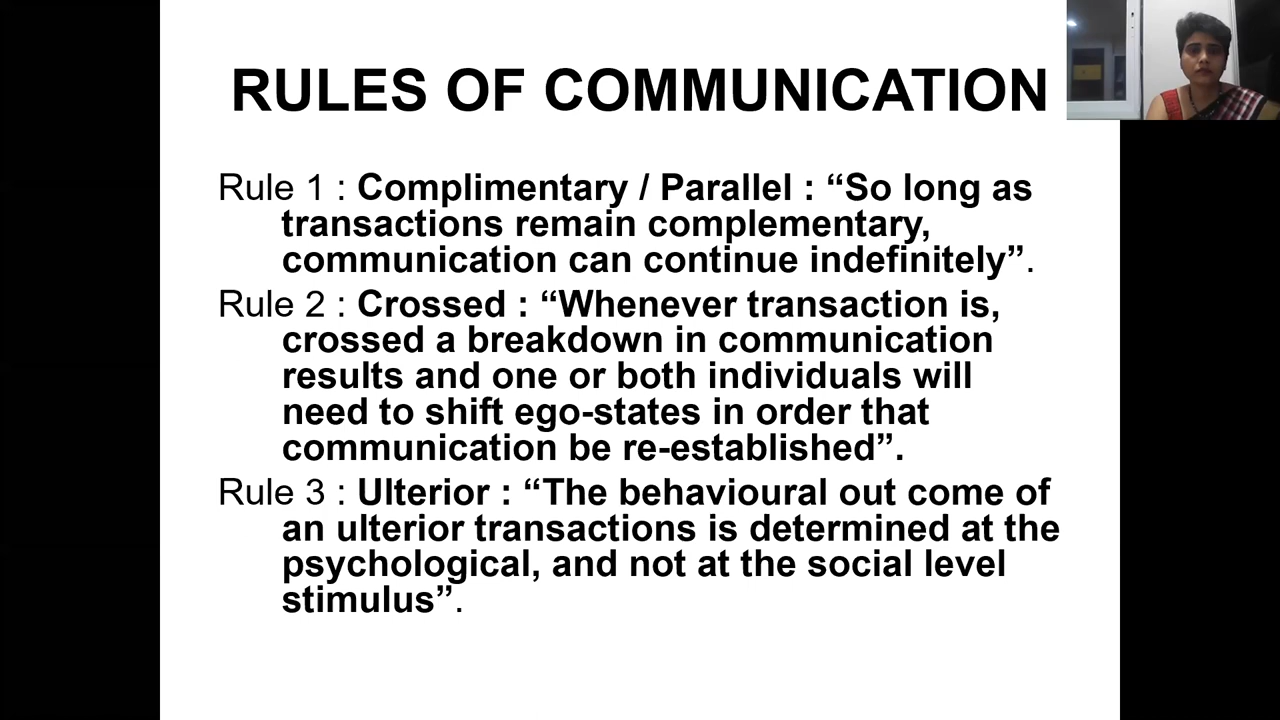 RULES OF COMMUNICATION
Rule 1 : Complimentary / Parallel : “So long as
transactions remain complementary,
communication can continue indefinitely”.
Rule 2 : Crossed : “Whenever transaction is,
crossed a breakdown in communication
results and one or both individuals will
need to shift ego-states in order that
communication be re-established”.
Rule 3 : Ulterior : “The behavioural out come of
an ulterior transactions is determined at the
psychological, and not at the social level
stimulus”.